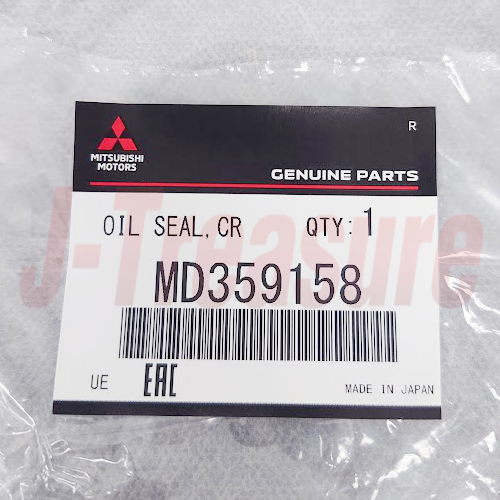 R
MITSUBISHI
MOTORS
GENUINE PARTS
OIL SEAL,CR QTY:1
J-Treasure
MD359158
UE EAC MADE IN JAPAN